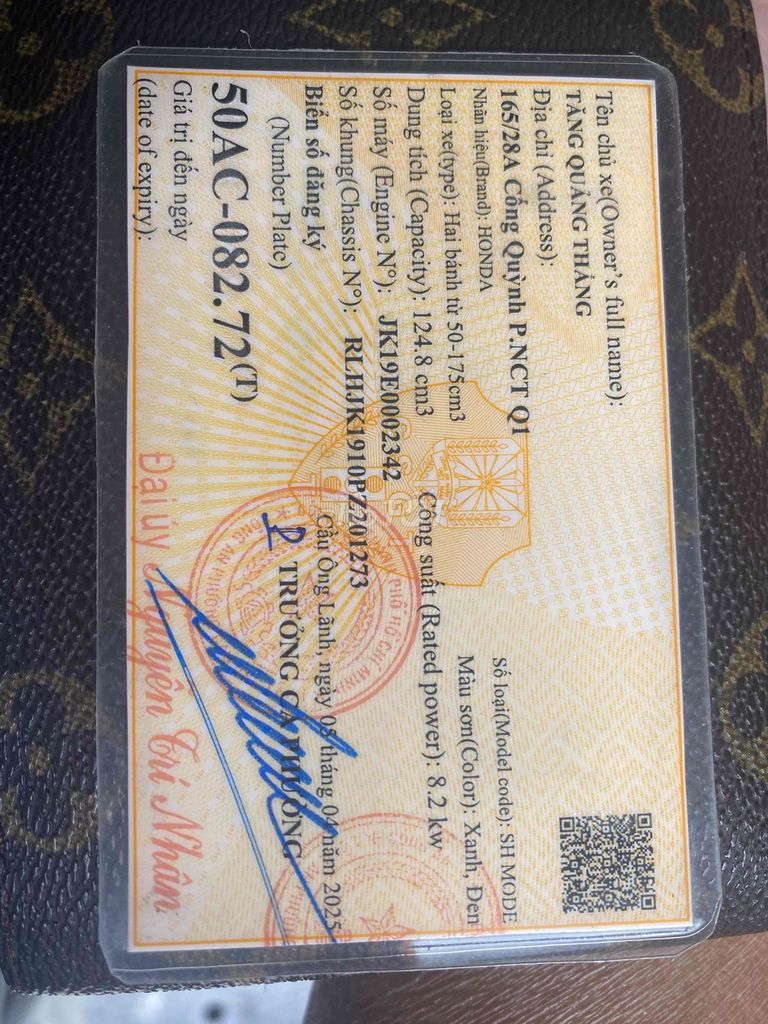 Tên chủ xe(Owner's full name):
TĂNG QUẢNG THẮNG
Địa chỉ (Address):
165/28A Cống Quỳnh P.NCT Q1
Nhãn hiệu(Brand): HONDA
Số loại(Model code): SH MODE
Loại xe(type): Hai bánh từ 50-175cm3
Màu sơn(Color): Xanh, Đen
Dung tích (Capacity): 124.8 cm3
Công suất (Rated power): 8.2 kw
Số máy (Engine N°): JK19E0002342
Số khung(Chassis N°): RLHJK1910PZ201273
Biển số đăng ký
(Number Plate)
50AC-082.72(T)
Giá trị đến ngày
(date of expiry):
Cầu Ông Lãnh, ngày 05 tháng 04 năm 2025
TRƯỞNG CA PHƯỜNG
Đại úy Nguyễn Trí Nhân